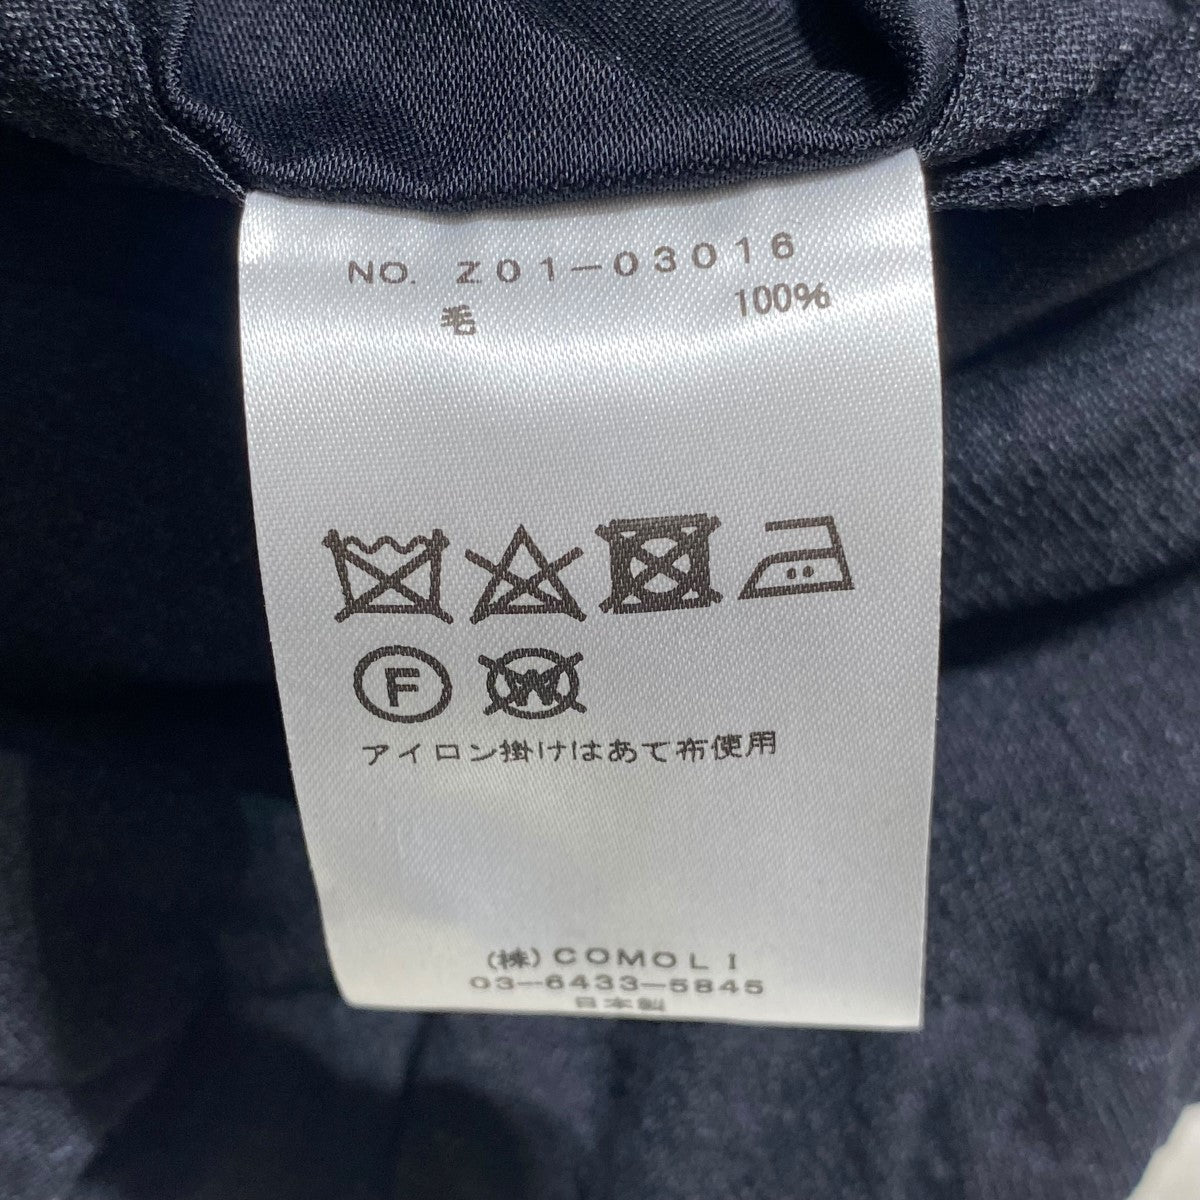 NO. Z01-03016
毛 100%
F W
アイロン掛けはあて布使用
(株)COMOLI
03-6433-5845
日本製